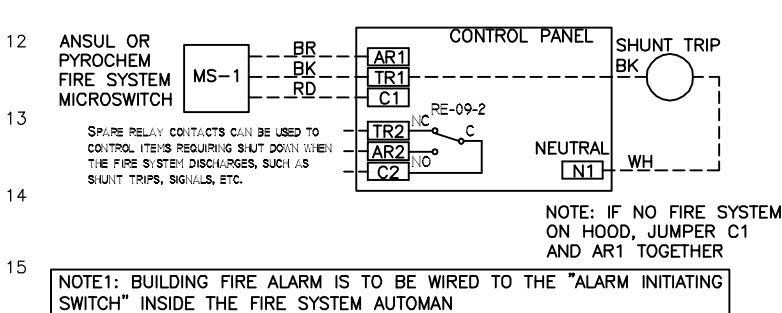 12
ANSUL OR
PYROCHEM
FIRE SYSTEM
MICROSWITCH
MS-1
BR
BK
RD
AR1
TR1
C1
CONTROL PANEL
SHUNT TRIP
BK
13
SPARE RELAY CONTACTS CAN BE USED TO
CONTROL ITEMS REQUIRING SHUT DOWN WHEN
THE FIRE SYSTEM DISCHARGES, SUCH AS
SHUNT TRIPS, SIGNALS, ETC.
TR2
AR2
C2
NC
RE-09-2
C
NO
NEUTRAL
N1
WH
14
NOTE: IF NO FIRE SYSTEM
ON HOOD, JUMPER C1
AND AR1 TOGETHER
15
NOTE1: BUILDING FIRE ALARM IS TO BE WIRED TO THE "ALARM INITIATING
SWITCH" INSIDE THE FIRE SYSTEM AUTOMAN